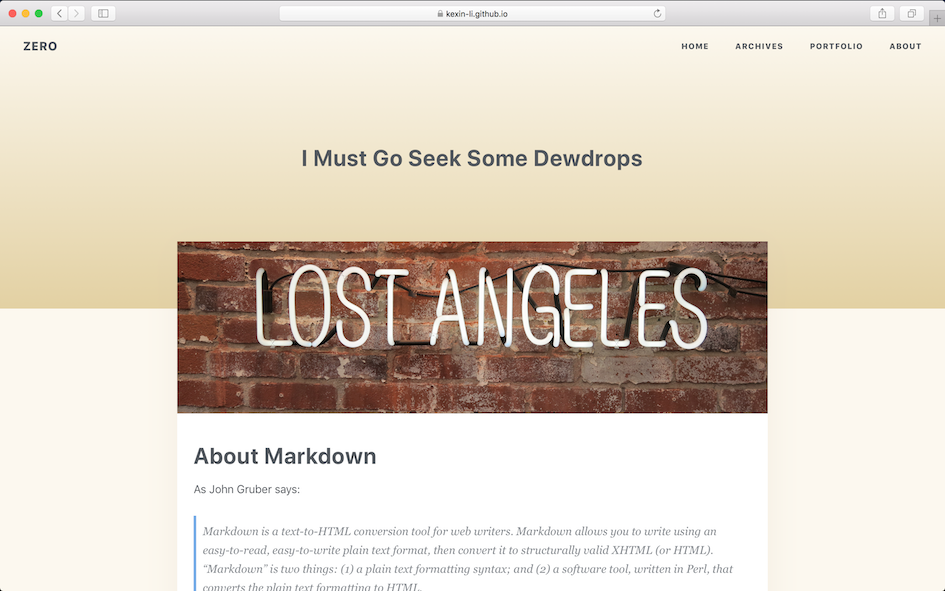 kexin-li.github.io
ZERO
HOME ARCHIVES PORTFOLIO ABOUT
I Must Go Seek Some Dewdrops
LOST ANGELES
About Markdown
As John Gruber says:
Markdown is a text-to-HTML conversion tool for web writers. Markdown allows you to write using an
easy-to-read, easy-to-write plain text format, then convert it to structurally valid XHTML (or HTML).
“Markdown” is two things: (1) a plain text formatting syntax; and (2) a software tool, written in Perl, that
converts the plain text formatting to HTML.